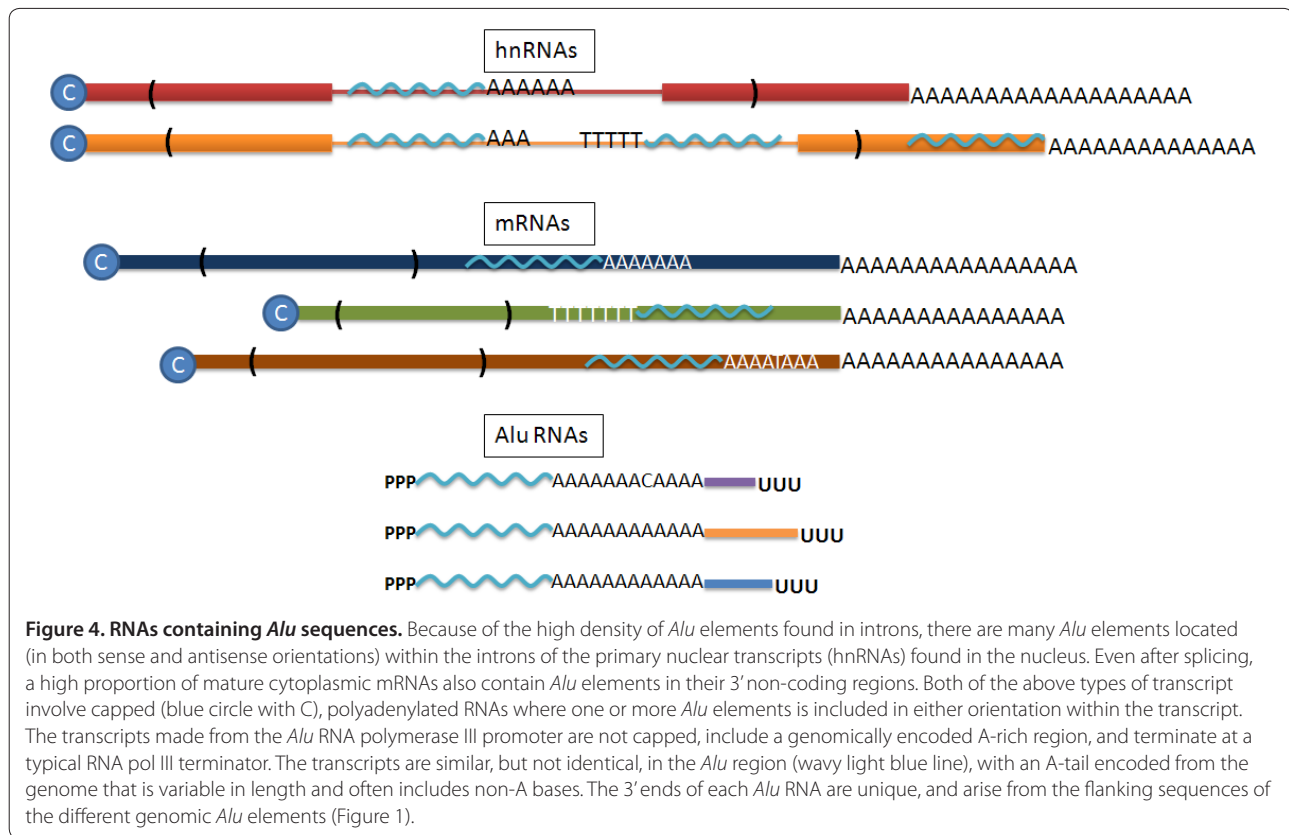 hnRNAs
C ( AAAAAA ) AAAAAAAAAAAAAAAAAAA
C ( AAA TTTTT ) AAAAAAAAAAAAAA
mRNAs
C ( ) AAAAAAA AAAAAAAAAAAAAAAA
C ( ) TTTTTTT AAAAAAAAAAAAAAA
C ( ) AAAATAAA AAAAAAAAAAAAAAA
Alu RNAs
PPP AAAAAAACAAAA UUU
PPP AAAAAAAAAAAA UUU
PPP AAAAAAAAAAAA UUU
Figure 4. RNAs containing Alu sequences. Because of the high density of Alu elements found in introns, there are many Alu elements located
(in both sense and antisense orientations) within the introns of the primary nuclear transcripts (hnRNAs) found in the nucleus. Even after splicing,
a high proportion of mature cytoplasmic mRNAs also contain Alu elements in their 3’ non-coding regions. Both of the above types of transcript
involve capped (blue circle with C), polyadenylated RNAs where one or more Alu elements is included in either orientation within the transcript.
The transcripts made from the Alu RNA polymerase III promoter are not capped, include a genomically encoded A-rich region, and terminate at a
typical RNA pol III terminator. The transcripts are similar, but not identical, in the Alu region (wavy light blue line), with an A-tail encoded from the
genome that is variable in length and often includes non-A bases. The 3’ ends of each Alu RNA are unique, and arise from the flanking sequences of
the different genomic Alu elements (Figure 1).